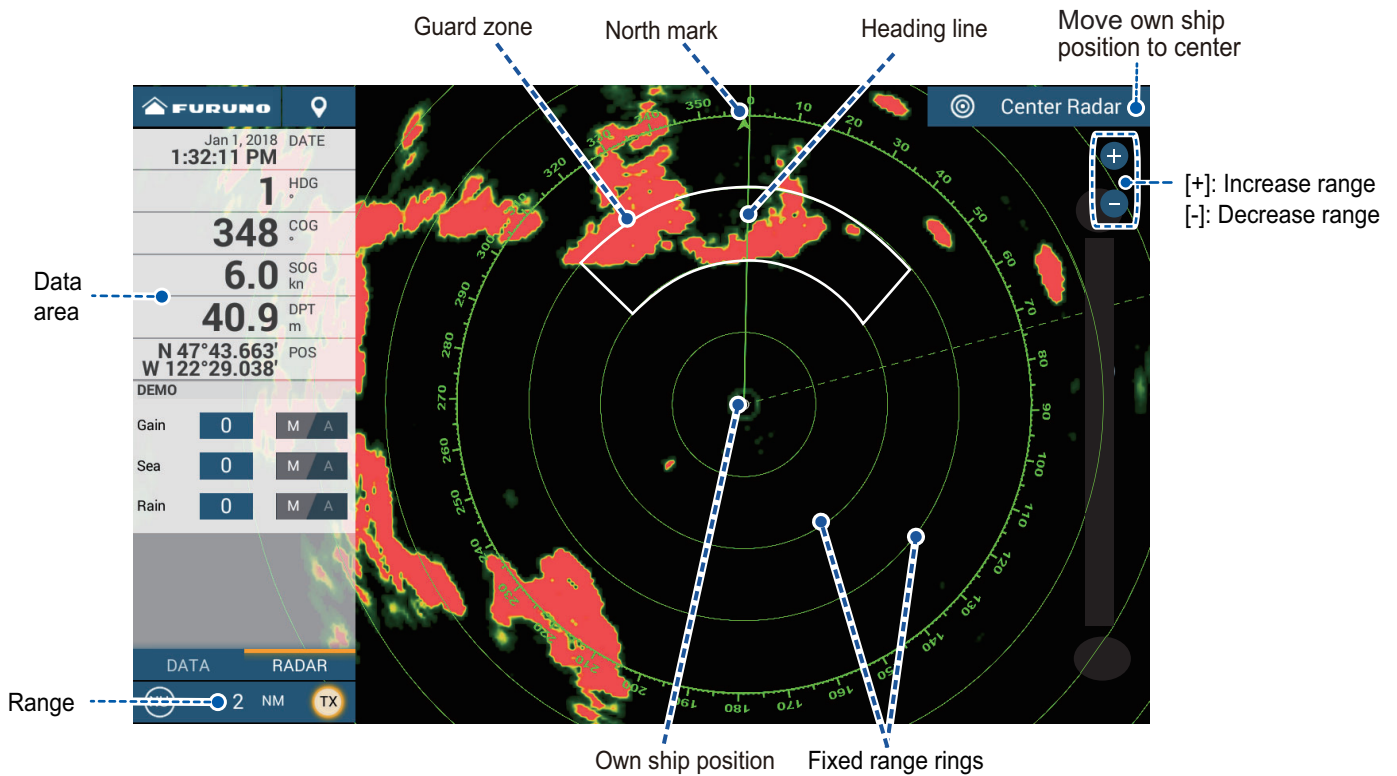 Guard zone
North mark
Heading line
Move own ship
position to center
FURUNO
Center Radar
Jan 1, 2018 DATE
1:32:11 PM
1 HDG
°
348 COG
°
6.0 SOG
kn
40.9 DPT
m
N 47°43.663' POS
W 122°29.038'
DEMO
Gain 0 M A
Sea 0 M A
Rain 0 M A
DATA RADAR
2 NM TX
Data
area
Range
[+]: Increase range
[-]: Decrease range
+
-
0
10
20
30
40
50
60
70
80
90
100
110
120
130
140
150
160
170
180
190
200
210
220
230
240
250
260
270
280
290
300
320
350
Own ship position
Fixed range rings